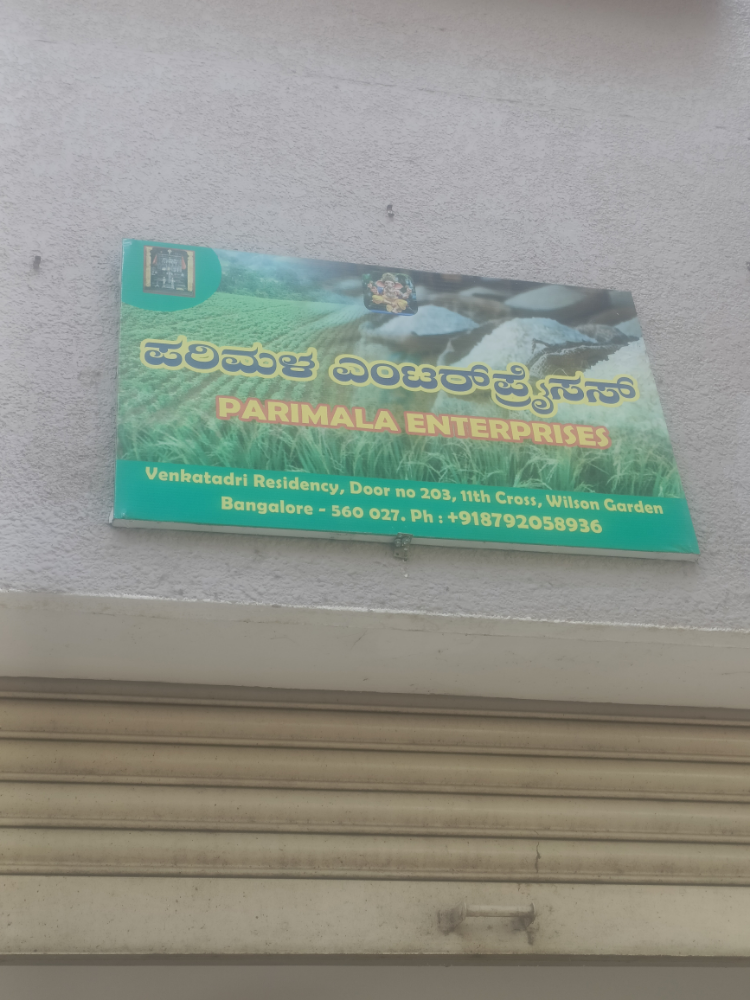 ಪರಿಮಳ ಎಂಟರ್‌ಪ್ರೈಸಸ್
PARIMALA ENTERPRISES
Venkatadri Residency, Door no 203, 11th Cross, Wilson Garden
Bangalore - 560 027. Ph : +918792058936